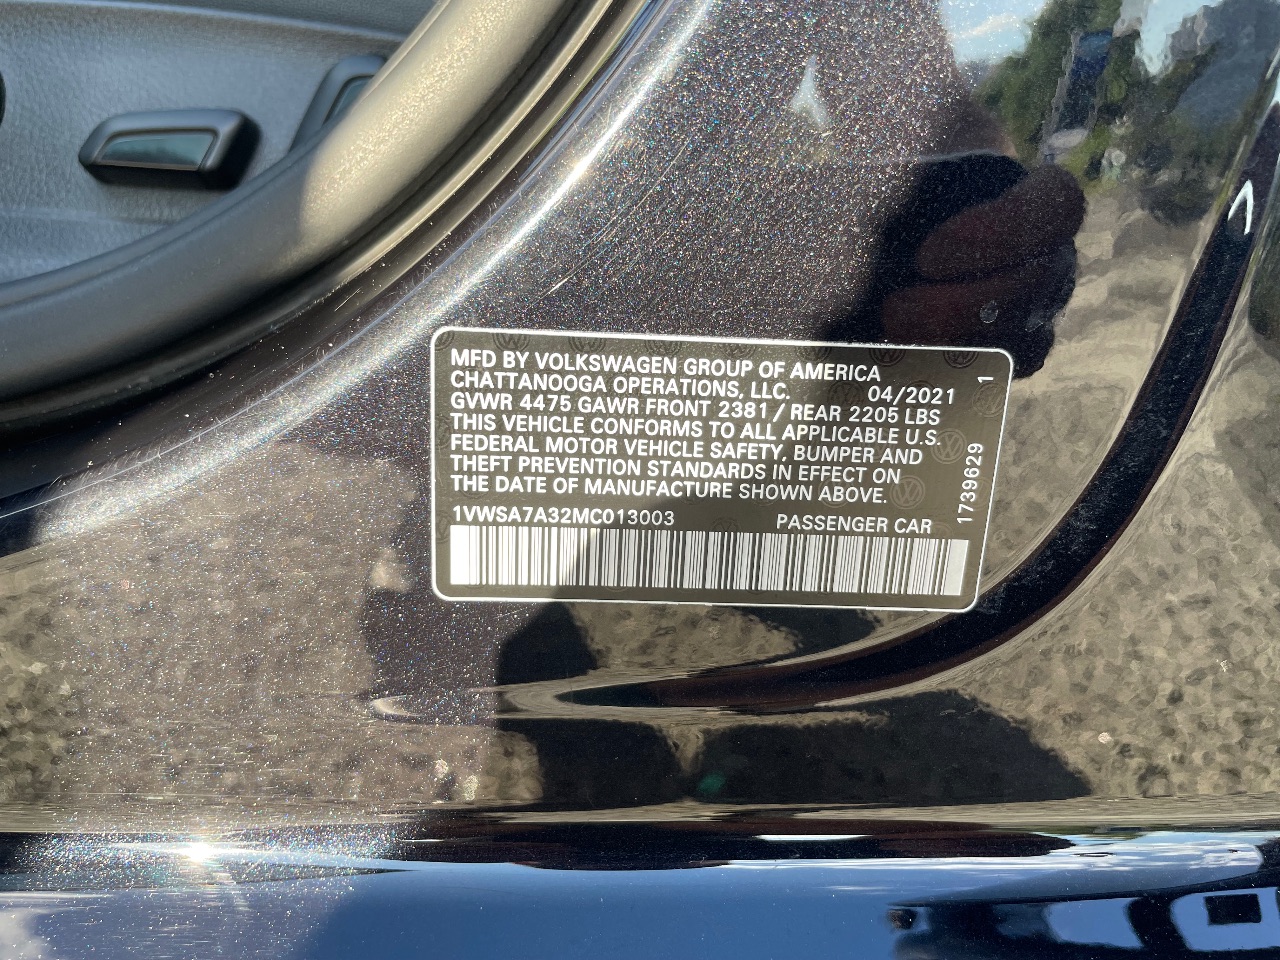 MFD BY VOLKSWAGEN GROUP OF AMERICA
CHATTANOOGA OPERATIONS, LLC. 04/2021
GVWR 4475 GAWR FRONT 2381 / REAR 2205 LBS
THIS VEHICLE CONFORMS TO ALL APPLICABLE U.S.
FEDERAL MOTOR VEHICLE SAFETY, BUMPER AND
THEFT PREVENTION STANDARDS IN EFFECT ON
THE DATE OF MANUFACTURE SHOWN ABOVE.
1VWSA7A32MC013003 PASSENGER CAR
1739629 1